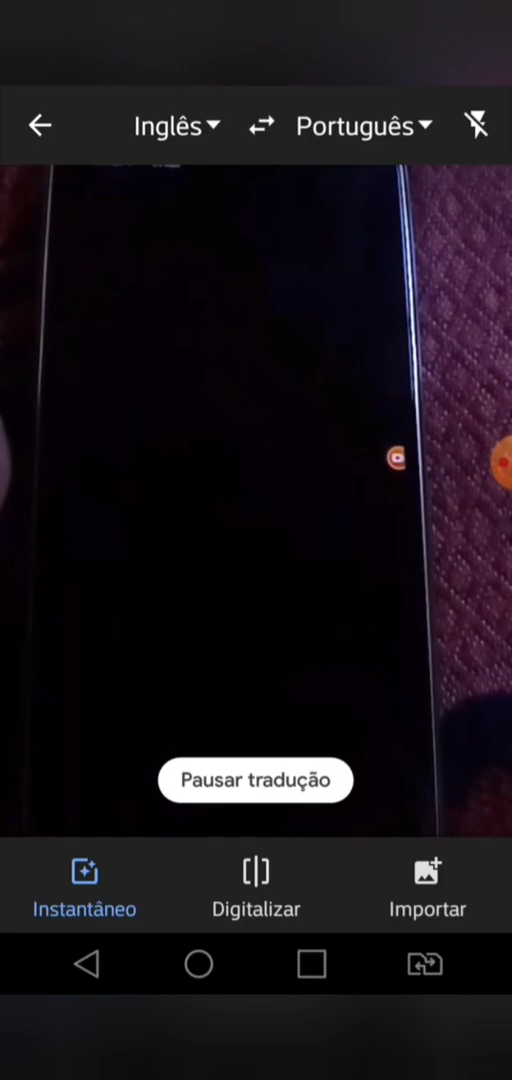 Inglês
Português
Pausar tradução
Instantâneo
Digitalizar
Importar